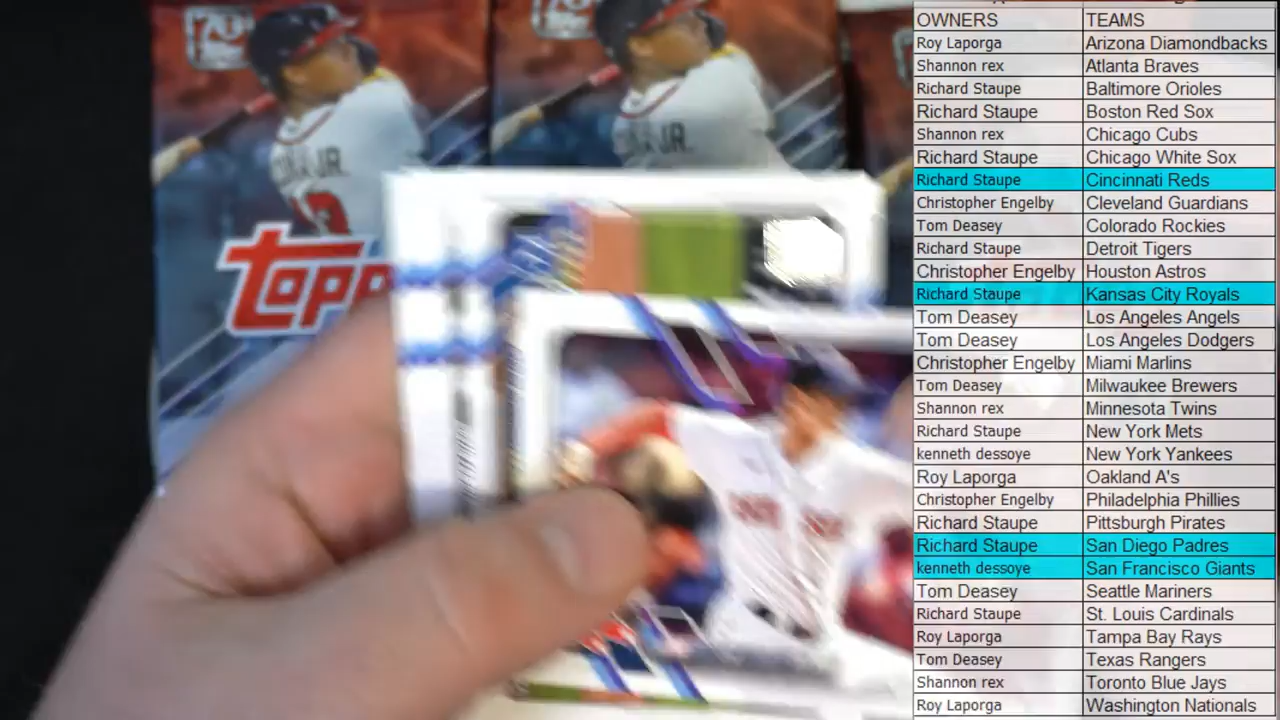 OWNERS TEAMS
Roy Laporga Arizona Diamondbacks
Shannon rex Atlanta Braves
Richard Staupe Baltimore Orioles
Richard Staupe Boston Red Sox
Shannon rex Chicago Cubs
Richard Staupe Chicago White Sox
Richard Staupe Cincinnati Reds
Christopher Engelby Cleveland Guardians
Tom Deasey Colorado Rockies
Richard Staupe Detroit Tigers
Christopher Engelby Houston Astros
Richard Staupe Kansas City Royals
Tom Deasey Los Angeles Angels
Tom Deasey Los Angeles Dodgers
Christopher Engelby Miami Marlins
Tom Deasey Milwaukee Brewers
Shannon rex Minnesota Twins
Richard Staupe New York Mets
kenneth dessoye New York Yankees
Roy Laporga Oakland A's
Christopher Engelby Philadelphia Phillies
Richard Staupe Pittsburgh Pirates
Richard Staupe San Diego Padres
kenneth dessoye San Francisco Giants
Tom Deasey Seattle Mariners
Richard Staupe St. Louis Cardinals
Roy Laporga Tampa Bay Rays
Tom Deasey Texas Rangers
Shannon rex Toronto Blue Jays
Roy Laporga Washington Nationals
70
JR.
TOPP
JR.